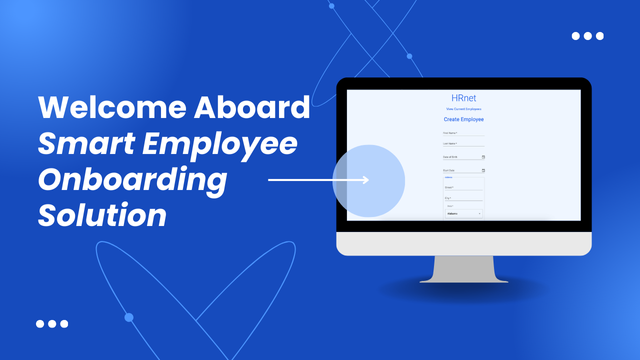 Welcome Aboard
Smart Employee
Onboarding
Solution
HRnet
View Current Employees
Create Employee
First Name *
Last Name *
Date of Birth
Start Date
Street *
City *
Alabama